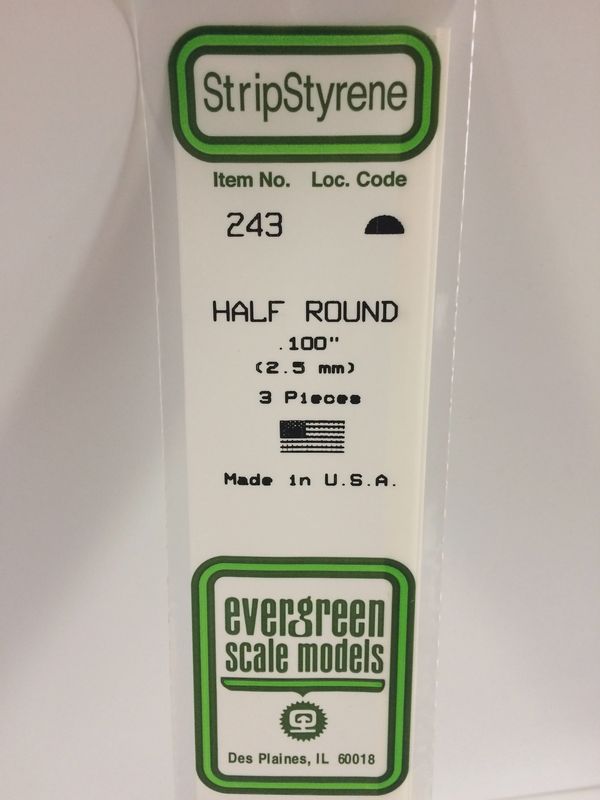 StripStyrene
Item No. Loc. Code
243
HALF ROUND
.100"
(2.5 mm)
3 Pieces
Made in U.S.A.
evergreen
scale models
Des Plaines, IL 60018